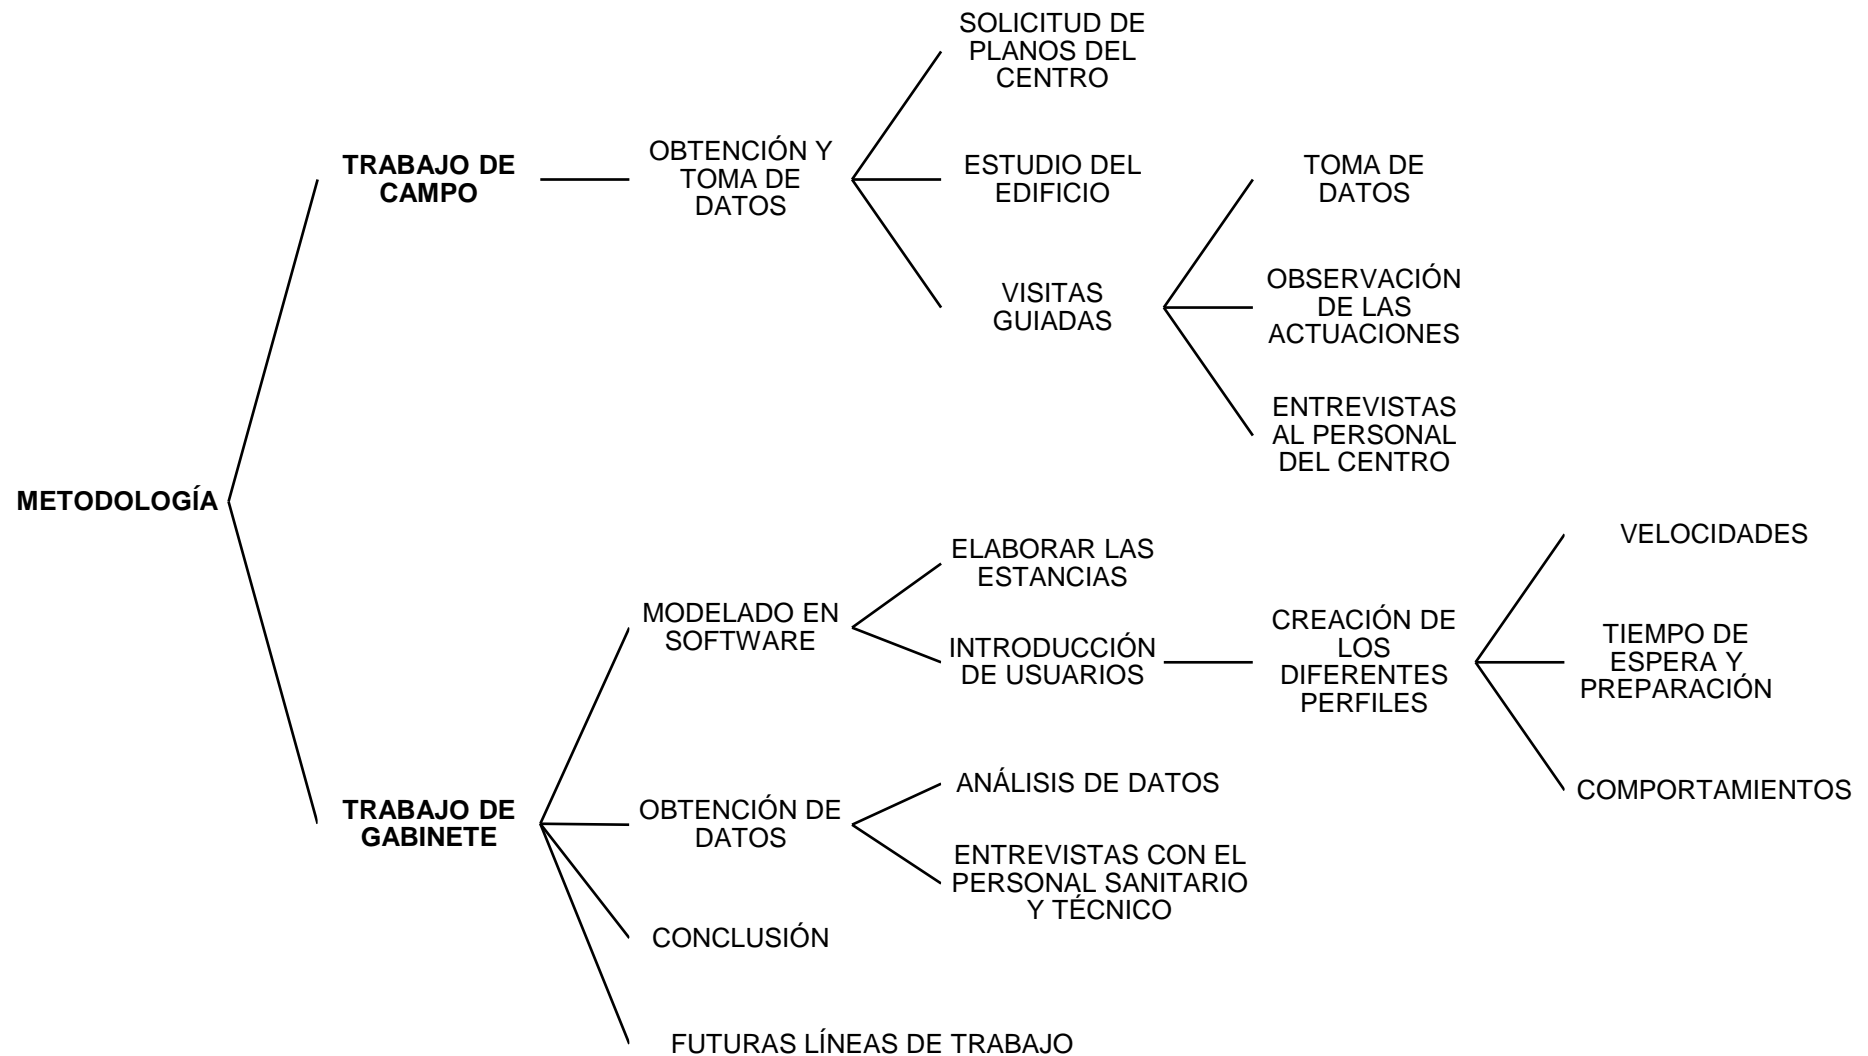 METODOLOGÍA
TRABAJO DE
CAMPO
OBTENCIÓN Y
TOMA DE
DATOS
SOLICITUD DE
PLANOS DEL
CENTRO
ESTUDIO DEL
EDIFICIO
VISITAS
GUIADAS
TOMA DE
DATOS
OBSERVACIÓN
DE LAS
ACTUACIONES
ENTREVISTAS
AL PERSONAL
DEL CENTRO
TRABAJO DE
GABINETE
MODELADO EN
SOFTWARE
ELABORAR LAS
ESTANCIAS
INTRODUCCIÓN
DE USUARIOS
CREACIÓN DE
LOS
DIFERENTES
PERFILES
VELOCIDADES
TIEMPO DE
ESPERA Y
PREPARACIÓN
COMPORTAMIENTOS
OBTENCIÓN DE
DATOS
ANÁLISIS DE DATOS
ENTREVISTAS CON EL
PERSONAL SANITARIO
Y TÉCNICO
CONCLUSIÓN
FUTURAS LÍNEAS DE TRABAJO